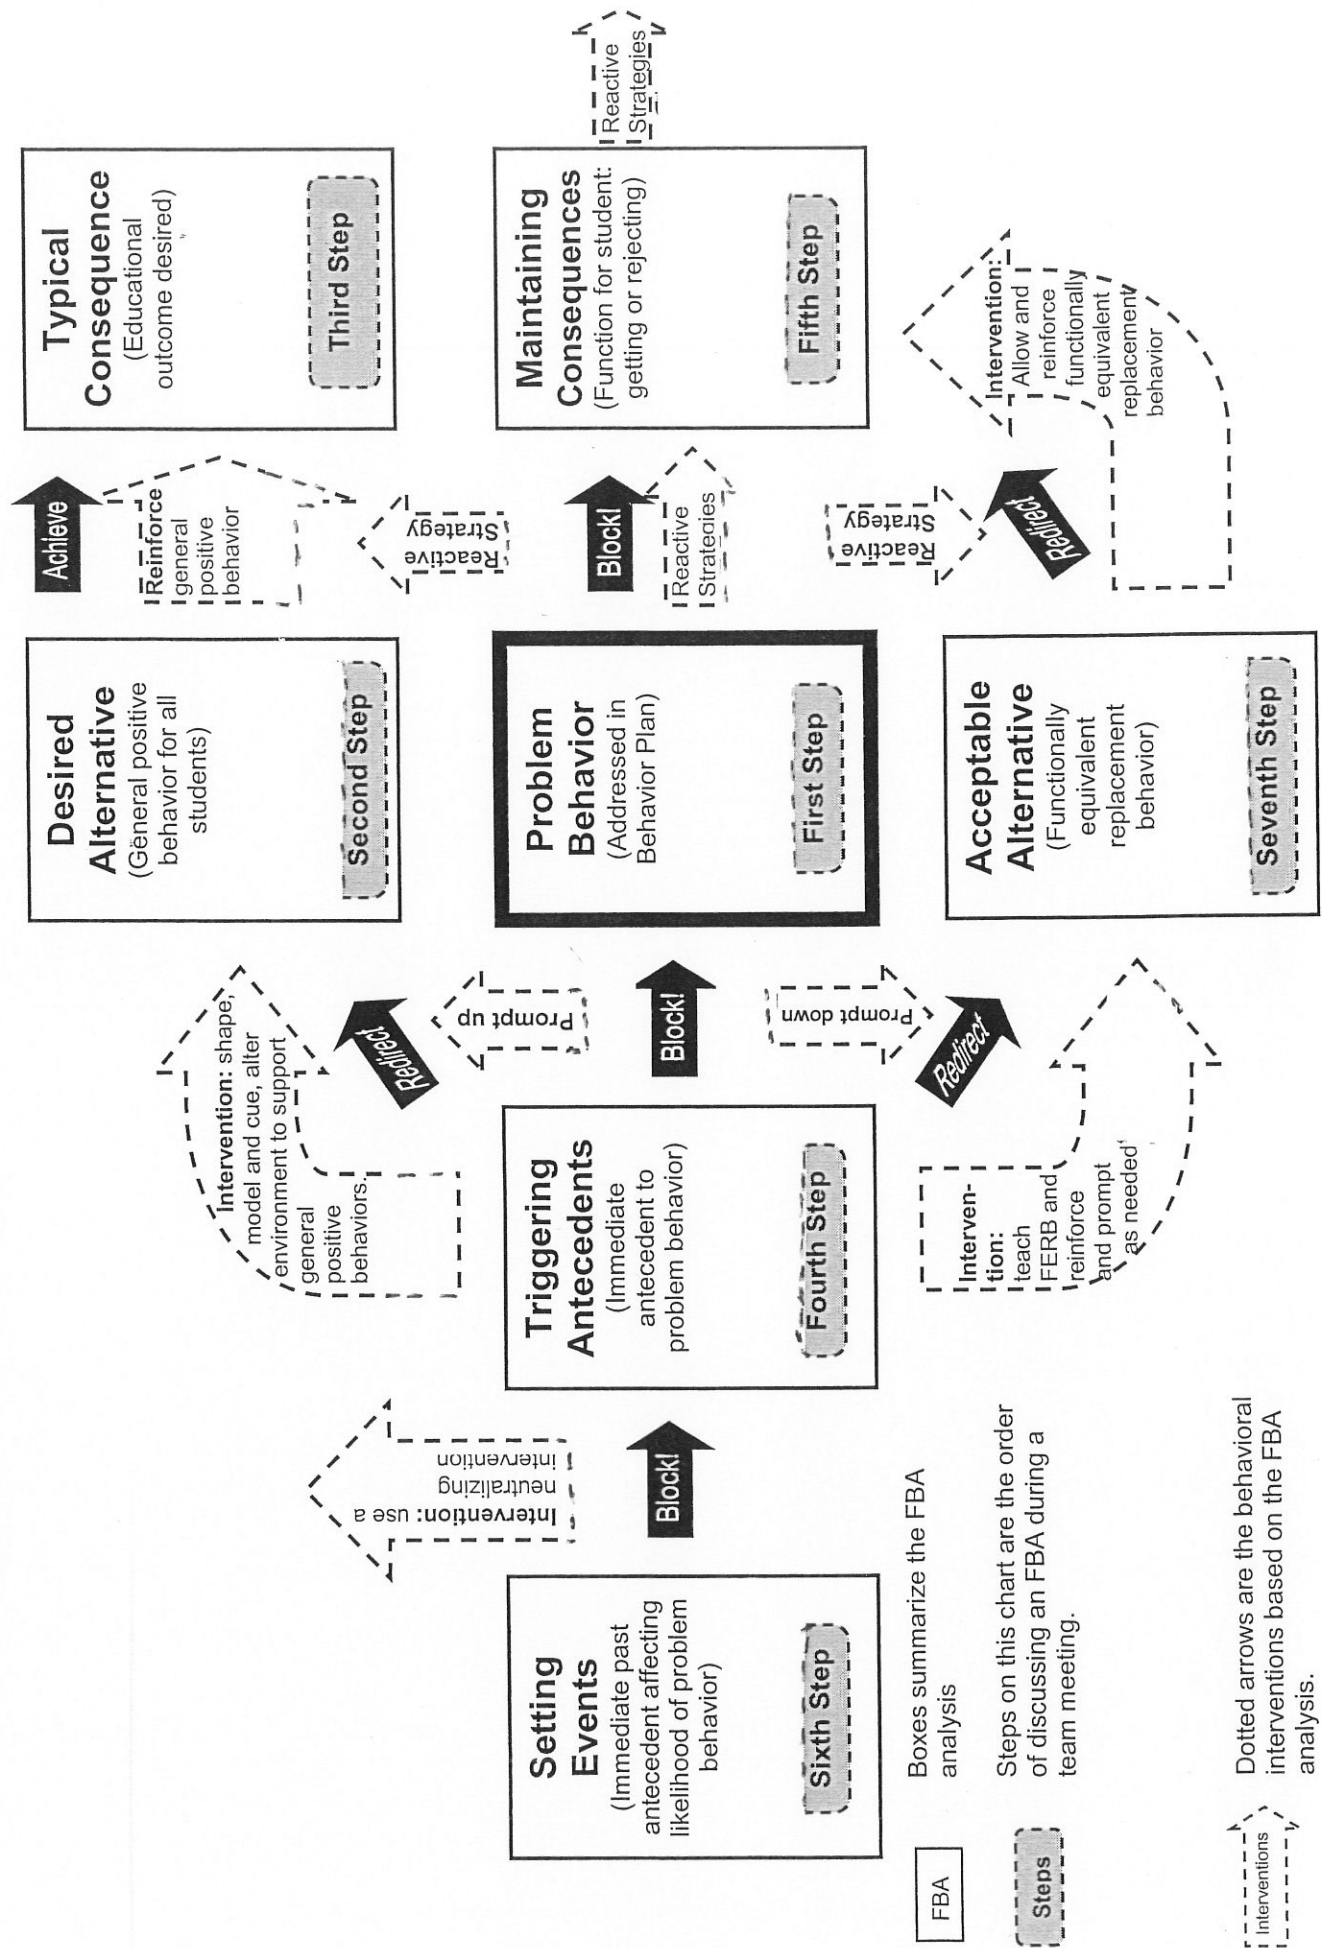 Typical
Consequence
(Educational
outcome desired)
Third Step
Achieve
Reinforce
general
positive
behavior
Desired
Alternative
(General positive
behavior for all
students)
Second Step
Intervention: shape,
model and cue, alter
environment to support
general
positive
behaviors.
Redirect
Prompt up
Reactive
Strategy
Setting
Events
(Immediate past
antecedent affecting
likelihood of problem
behavior)
Sixth Step
Intervention: use a
neutralizing
intervention
Block!
Triggering
Antecedents
(Immediate
antecedent to
problem behavior)
Fourth Step
Block!
Problem
Behavior
(Addressed in
Behavior Plan)
First Step
Block!
Reactive
Strategies
Maintaining
Consequences
(Function for student:
getting or rejecting)
Fifth Step
Reactive
Strategies
Prompt down
Redirect
Interven-
tion:
teach
FERB and
reinforce
and prompt
as needed
Acceptable
Alternative
(Functionally
equivalent
replacement
behavior)
Seventh Step
Reactive
Strategy
Redirect
Intervention:
Allow and
reinforce
functionally
equivalent
replacement
behavior
FBA
Boxes summarize the FBA
analysis
Steps
Steps on this chart are the order
of discussing an FBA during a
team meeting.
Interventions
Dotted arrows are the behavioral
interventions based on the FBA
analysis.